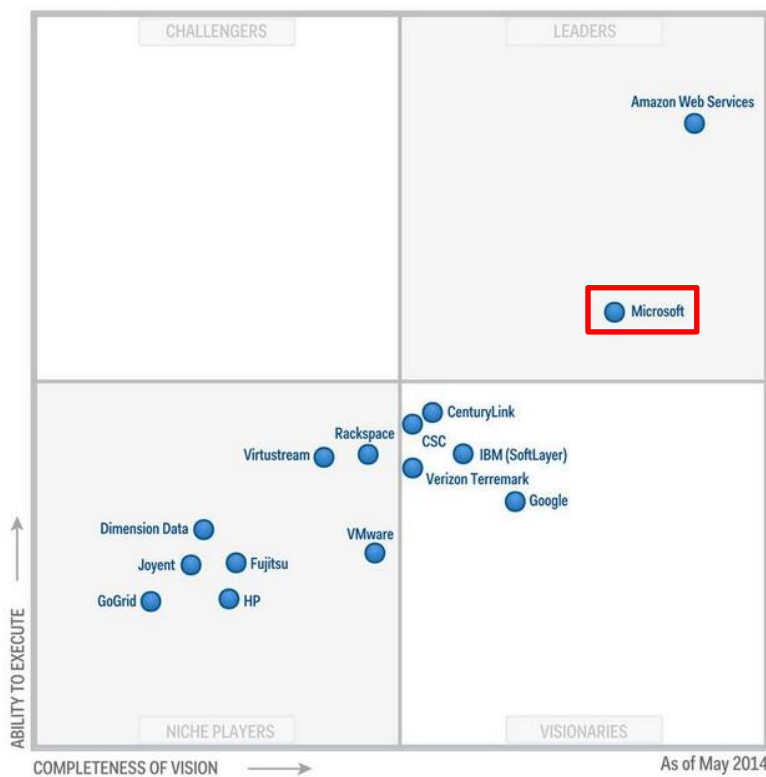 CHALLENGERS
LEADERS
Amazon Web Services
Microsoft
CenturyLink
CSC
Rackspace
Virtustream
IBM (SoftLayer)
Verizon Terremark
Google
Dimension Data
VMware
Joyent
Fujitsu
GoGrid
HP
ABILITY TO EXECUTE
NICHE PLAYERS
VISIONARIES
COMPLETENESS OF VISION
As of May 2014